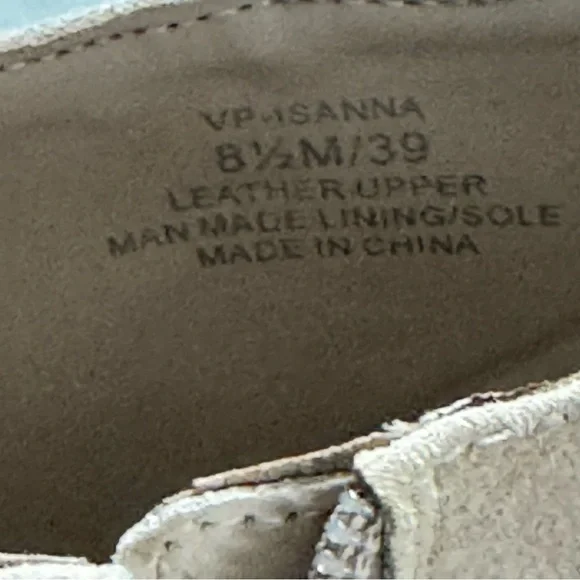 VP-ISANNA
8½M/39
LEATHER UPPER
MAN MADE LINING/SOLE
MADE IN CHINA